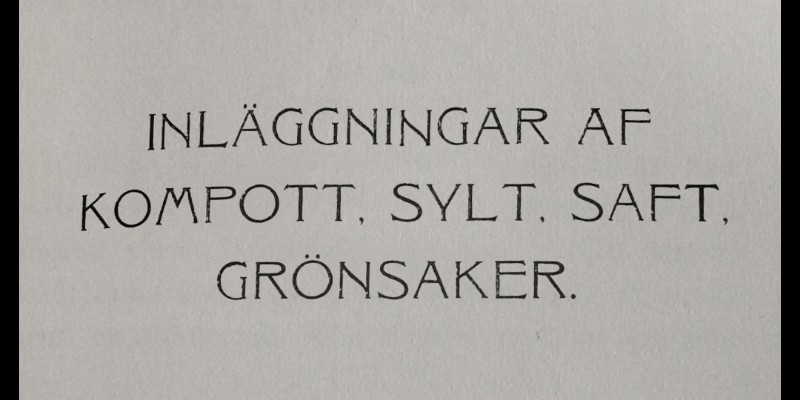 INLÄGGNINGAR AF
KOMPOTT, SYLT, SAFT,
GRÖNSAKER.